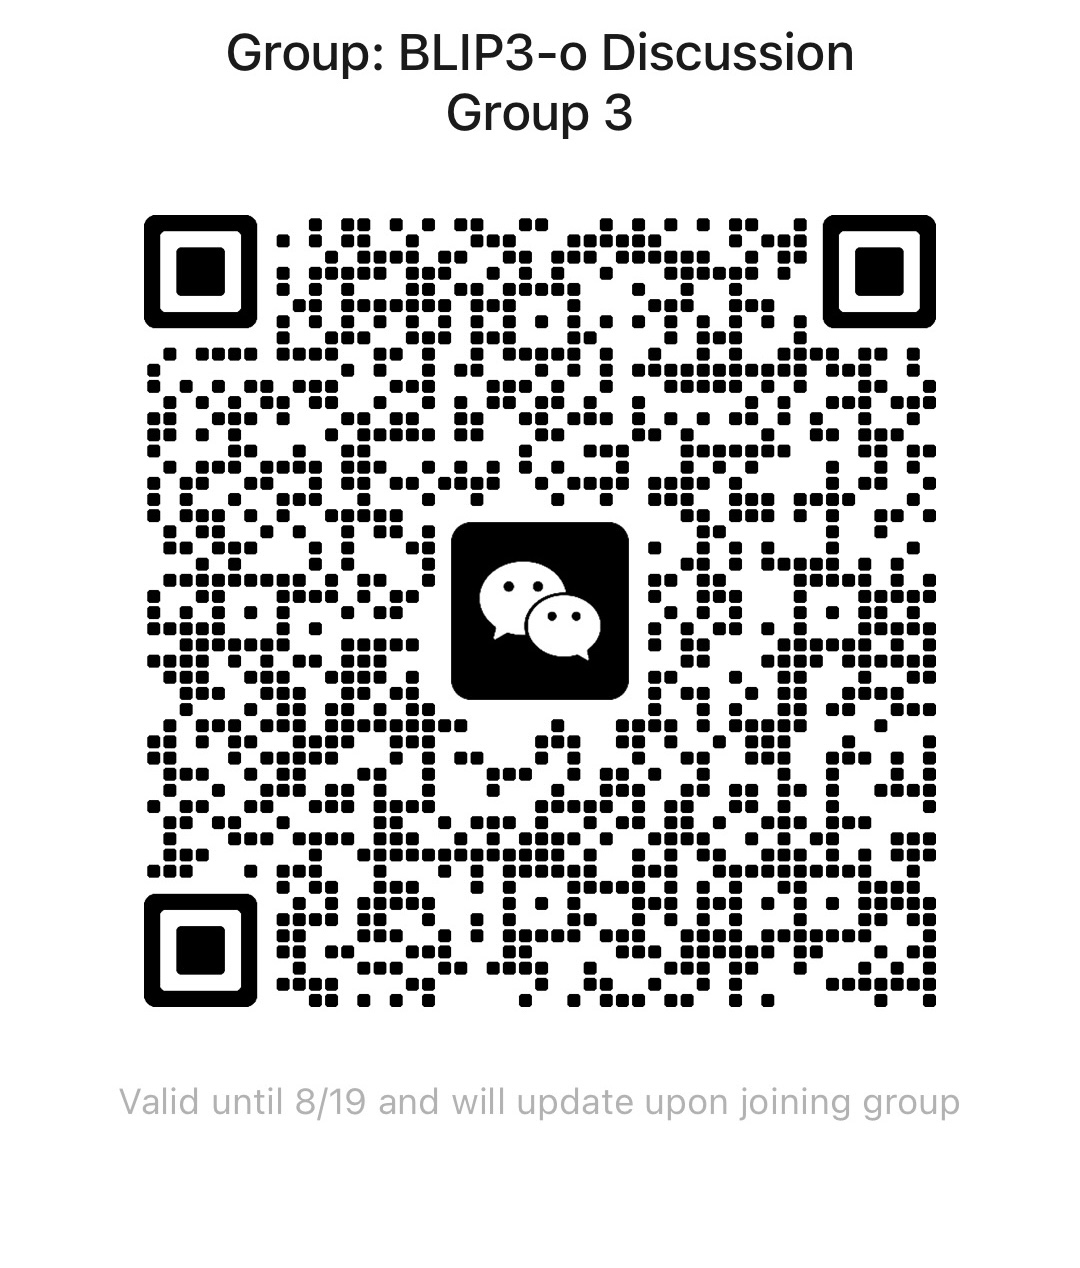 Group: BLIP3-o Discussion
Group 3
Valid until 8/19 and will update upon joining group